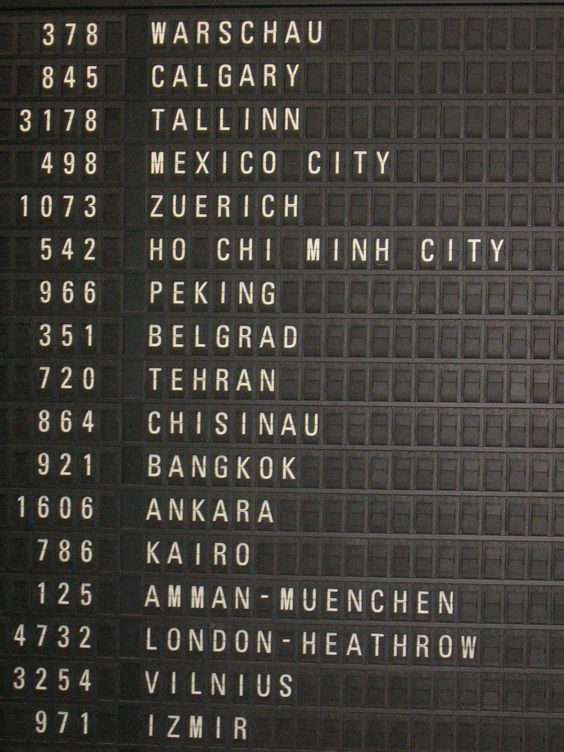 378 WARSCHAU
845 CALGARY
3178 TALLINN
498 MEXICO CITY
1073 ZUERICH
542 HO CHI MINH CITY
966 PEKING
351 BELGRAD
720 TEHRAN
864 CHISINAU
921 BANGKOK
1606 ANKARA
786 KAIRO
125 AMMAN-MUENCHEN
4732 LONDON-HEATHROW
3254 VILNIUS
971 IZMIR